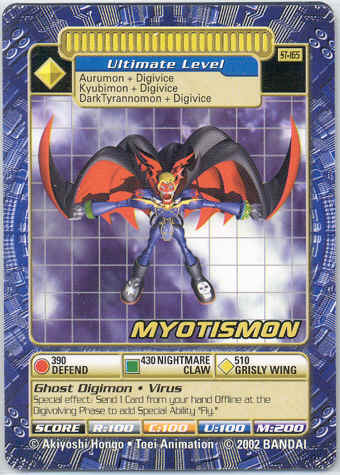 ST-165
Ultimate Level
Aurumon + Digivice
Kyubimon + Digivice
DarkTyrannomon + Digivice
MYOTISMON
390 DEFEND
430 NIGHTMARE CLAW
510 GRISLY WING
Ghost Digimon • Virus
Special effect: Send 1 Card from your hand Offline at the
Digivolving Phase to add Special Ability "Fly."
SCORE R:100 C:100 U:100 M:200
© Akiyoshi Hongo • Toei Animation • © 2002 BANDAI